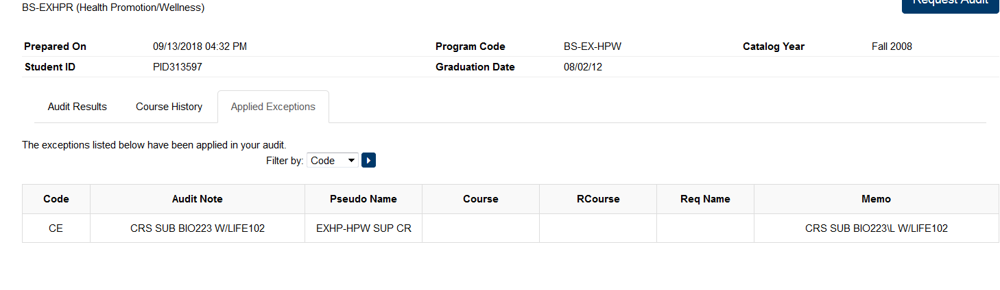 BS-EXHPR (Health Promotion/Wellness)
Request Audit
Prepared On 09/13/2018 04:32 PM Program Code BS-EX-HPW Catalog Year Fall 2008
Student ID PID313597 Graduation Date 08/02/12
Audit Results Course History Applied Exceptions
The exceptions listed below have been applied in your audit.
Filter by: Code
Code Audit Note Pseudo Name Course RCourse Req Name Memo
CE CRS SUB BIO223 W/LIFE102 EXHP-HPW SUP CR CRS SUB BIO223\L W/LIFE102